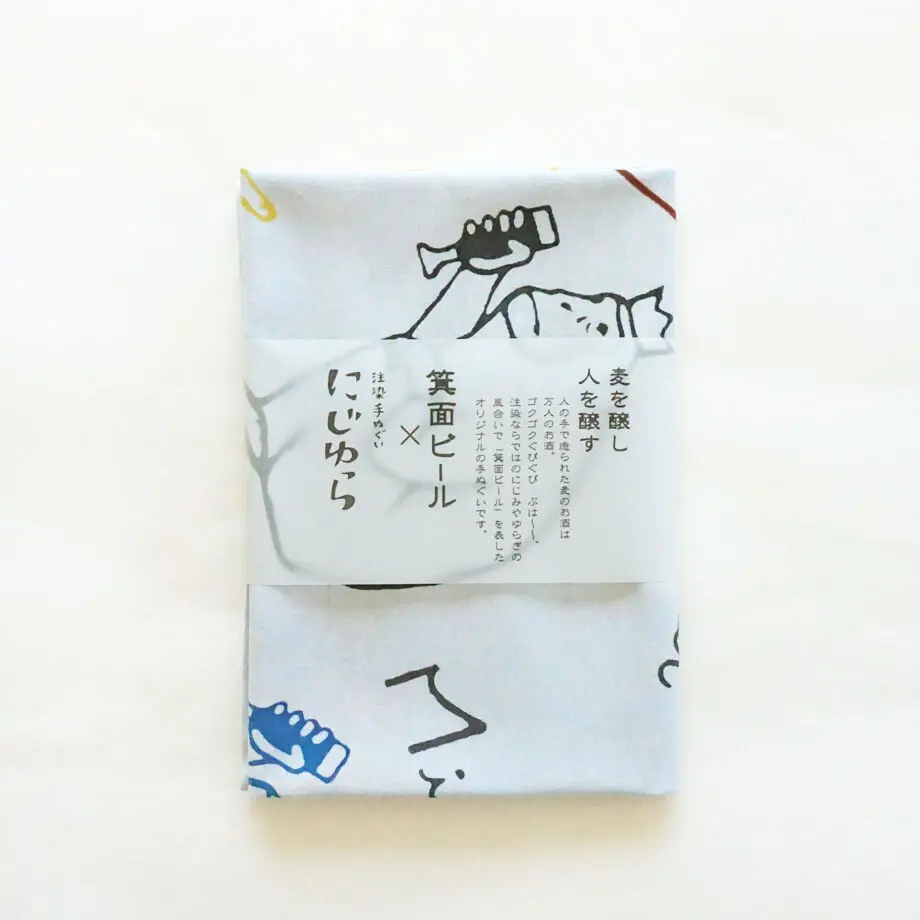 麦を醸し
人を醸す
人の手で造られた麦のお酒は
万人のお酒。
ゴクゴクぐびぐび ぷは～～。
注染ならではのにじみやゆらぎの
風合いで「箕面ビール」を表した
オリジナルの手ぬぐいです。
箕面ビール
×
注染手ぬぐい
にじゆら